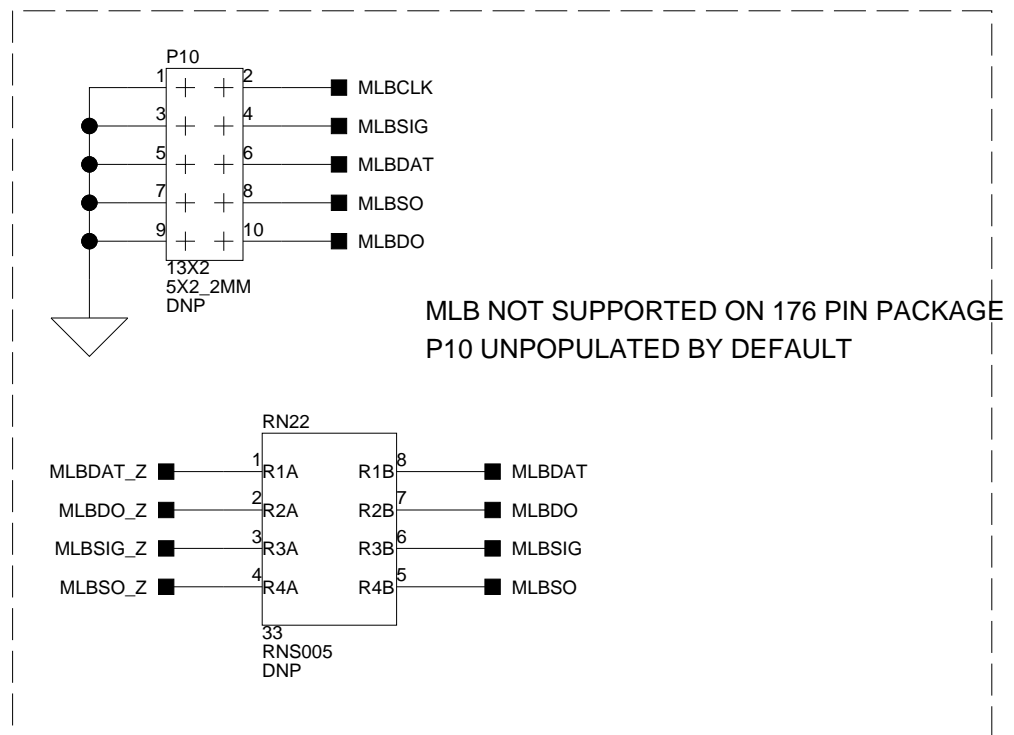 P10
1 2 MLBCLK
3 4 MLBSIG
5 6 MLBDAT
7 8 MLBSO
9 10 MLBDO
13X2
5X2_2MM
DNP
MLB NOT SUPPORTED ON 176 PIN PACKAGE
P10 UNPOPULATED BY DEFAULT
RN22
MLBDAT_Z 1 R1A R1B 8 MLBDAT
MLBDO_Z 2 R2A R2B 7 MLBDO
MLBSIG_Z 3 R3A R3B 6 MLBSIG
MLBSO_Z 4 R4A R4B 5 MLBSO
33
RNS005
DNP